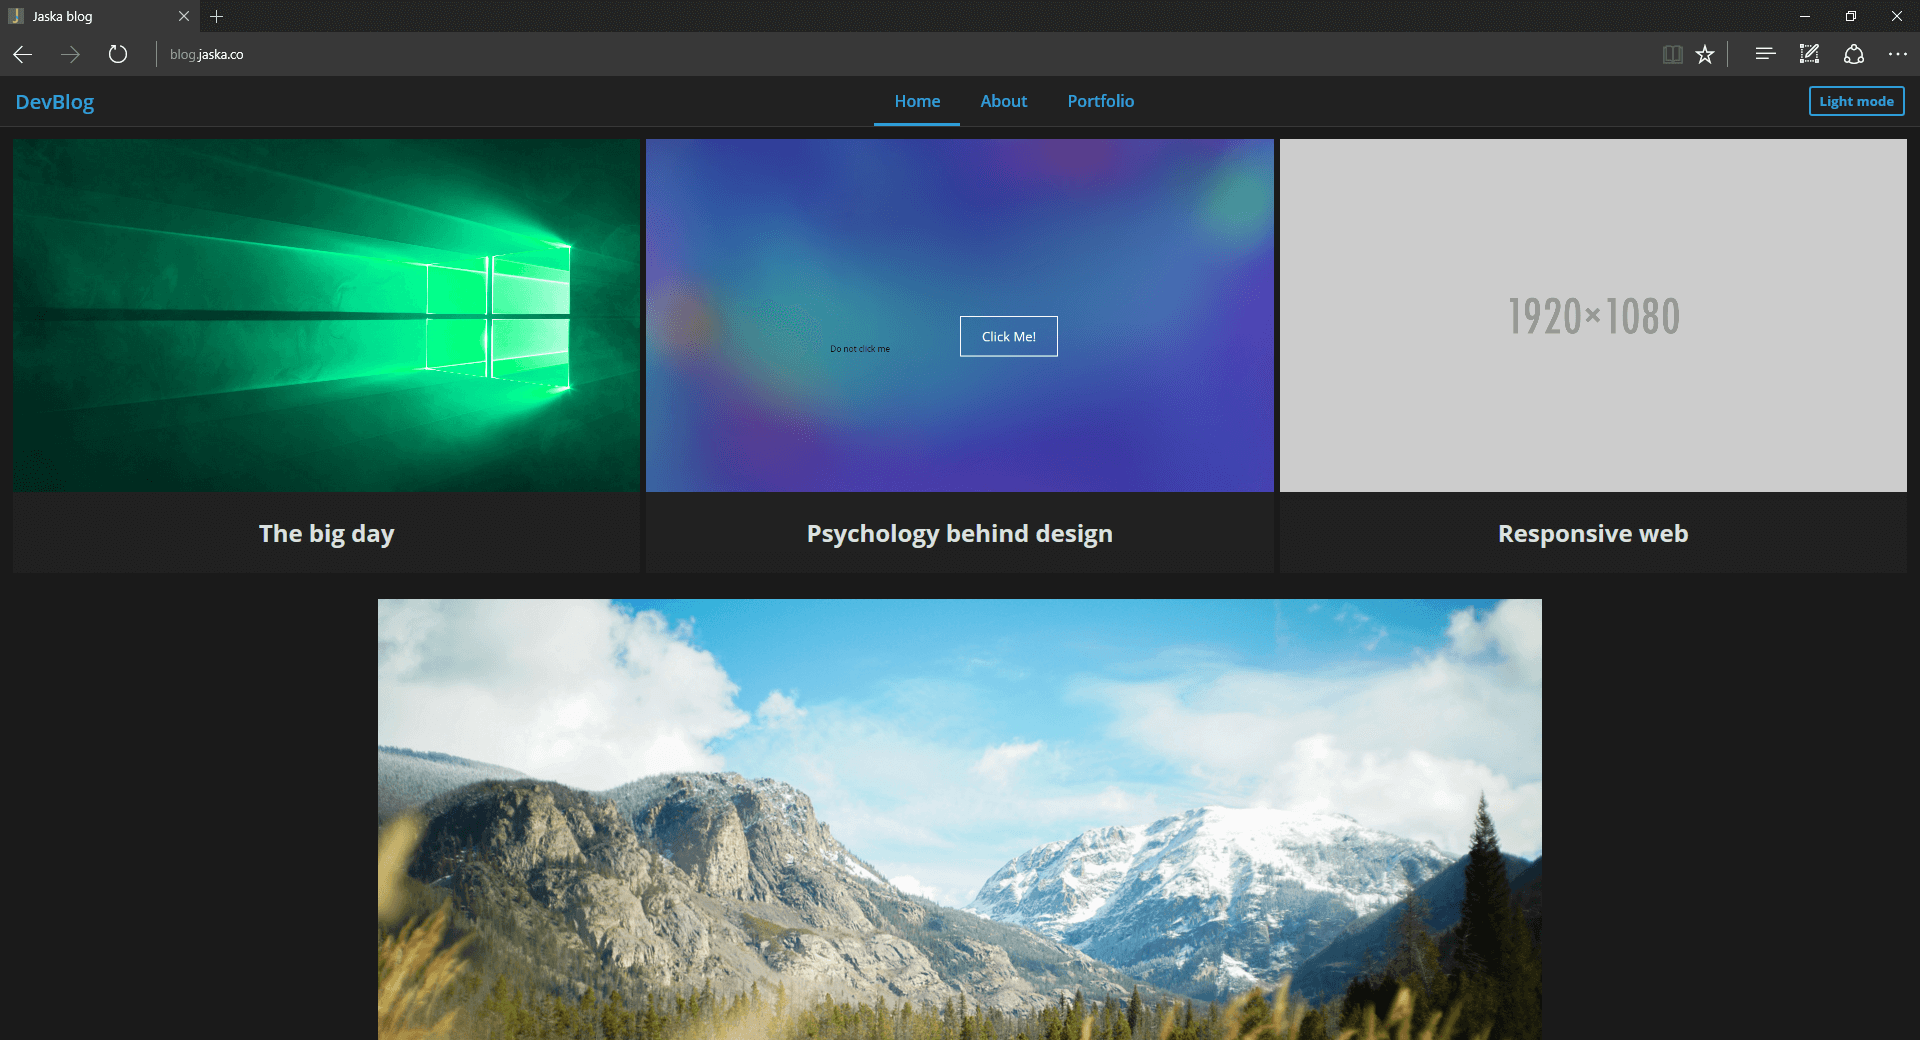 Jaska blog
blog.jaska.co
DevBlog
Home About Portfolio
Light mode
Do not click me
Click Me!
1920×1080
The big day
Psychology behind design
Responsive web